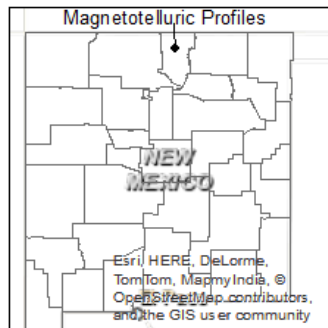 Magnetotelluric Profiles
NEW
MEXICO
Esri, HERE, DeLorme,
TomTom, MapmyIndia, ©
OpenStreetMap contributors,
and the GIS user community